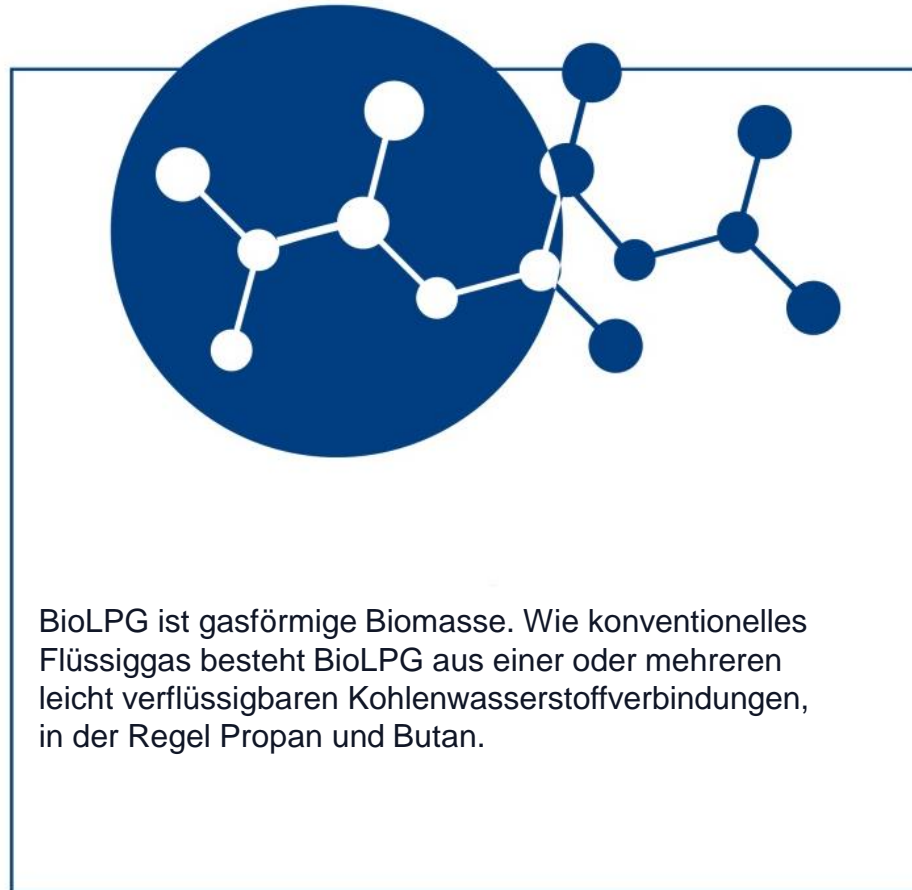 BioLPG ist gasförmige Biomasse. Wie konventionelles
Flüssiggas besteht BioLPG aus einer oder mehreren
leicht verflüssigbaren Kohlenwasserstoffverbindungen,
in der Regel Propan und Butan.